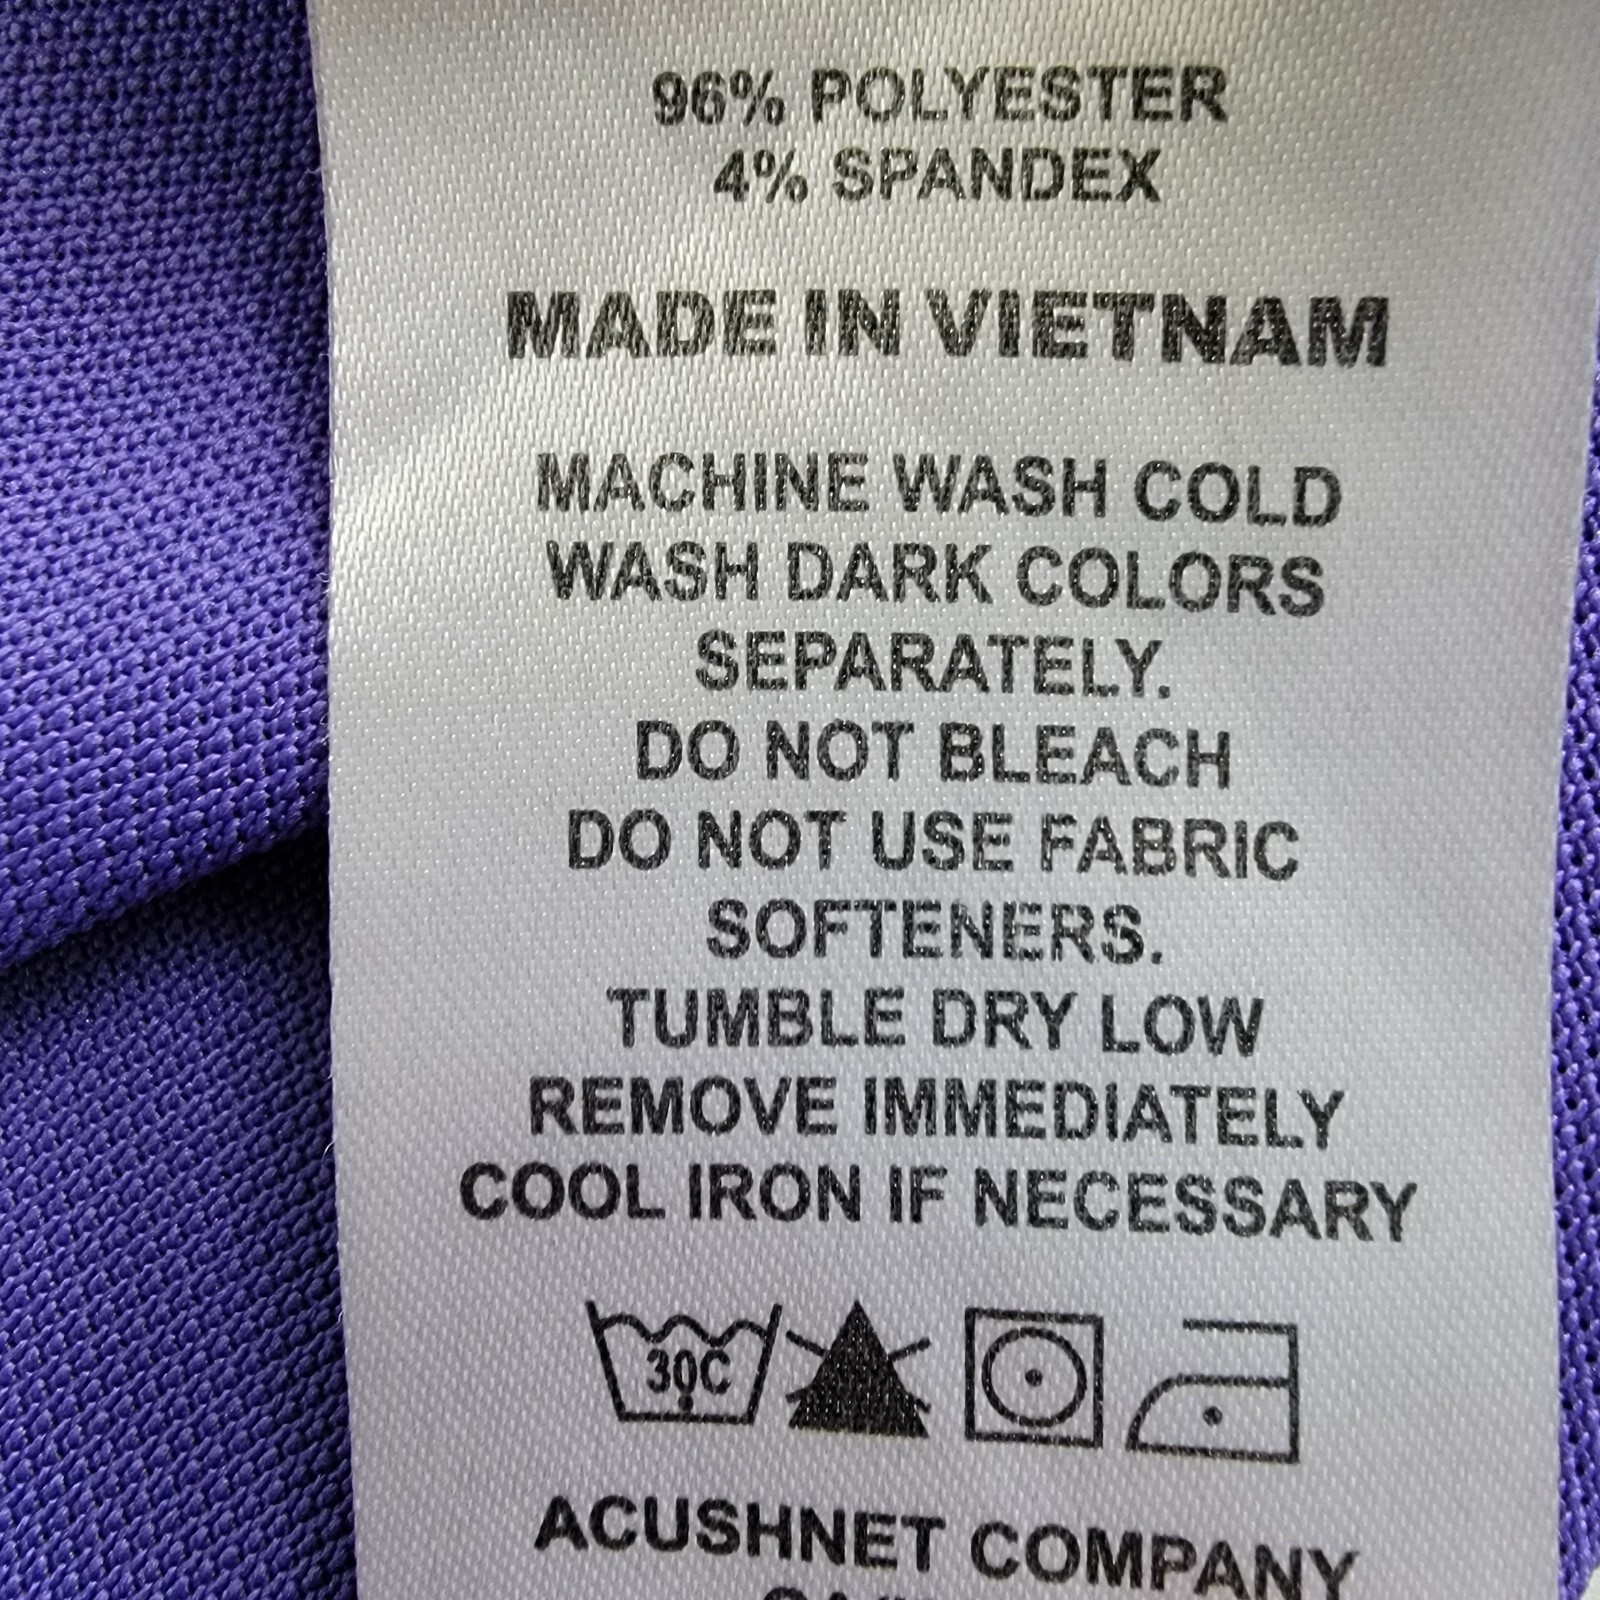 96% POLYESTER
4% SPANDEX
MADE IN VIETNAM
MACHINE WASH COLD
WASH DARK COLORS
SEPARATELY.
DO NOT BLEACH
DO NOT USE FABRIC
SOFTENERS.
TUMBLE DRY LOW
REMOVE IMMEDIATELY
COOL IRON IF NECESSARY
30C
ACUSHNET COMPANY